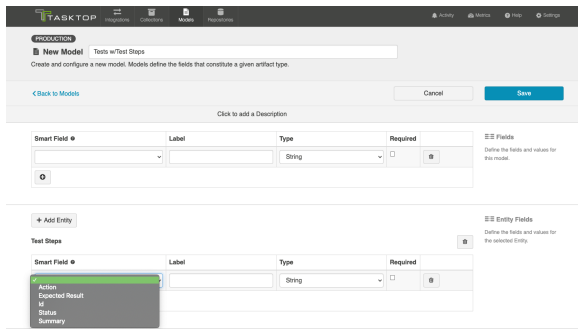 TASKTOP
Integrations Collections Models Repositories
Activity Metrics Help Settings
PRODUCTION
New Model Tests w/Test Steps
Create and configure a new model. Models define the fields that constitute a given artifact type.
Back to Models Cancel Save
Click to add a Description
Smart Field Label Type Required
String
Fields
Define the fields and values for
this model.
+ Add Entity
Test Steps
Entity Fields
Define the fields and values for
the selected Entity.
Smart Field Label Type Required
String
Action
Expected Result
Id
Status
Summary